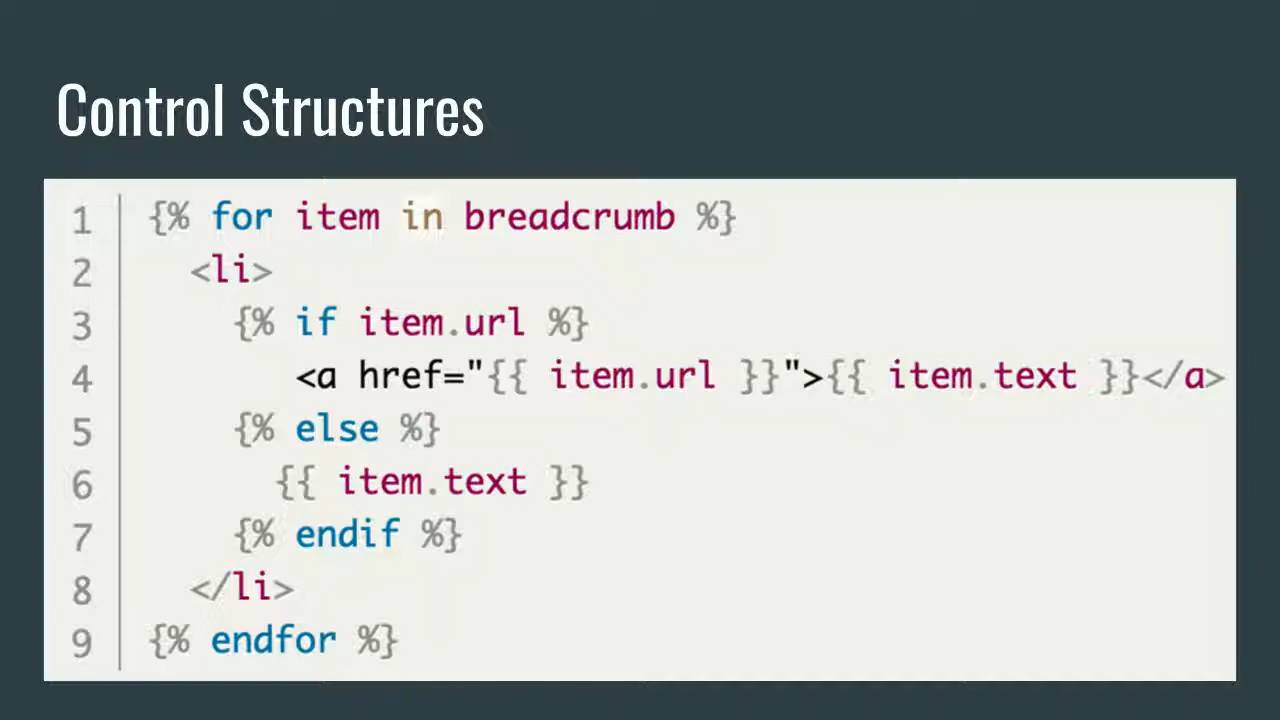 Control Structures
1 {% for item in breadcrumb %}
2 <li>
3 {% if item.url %}
4 <a href="{{ item.url }}">{{ item.text }}</a>
5 {% else %}
6 {{ item.text }}
7 {% endif %}
8 </li>
9 {% endfor %}